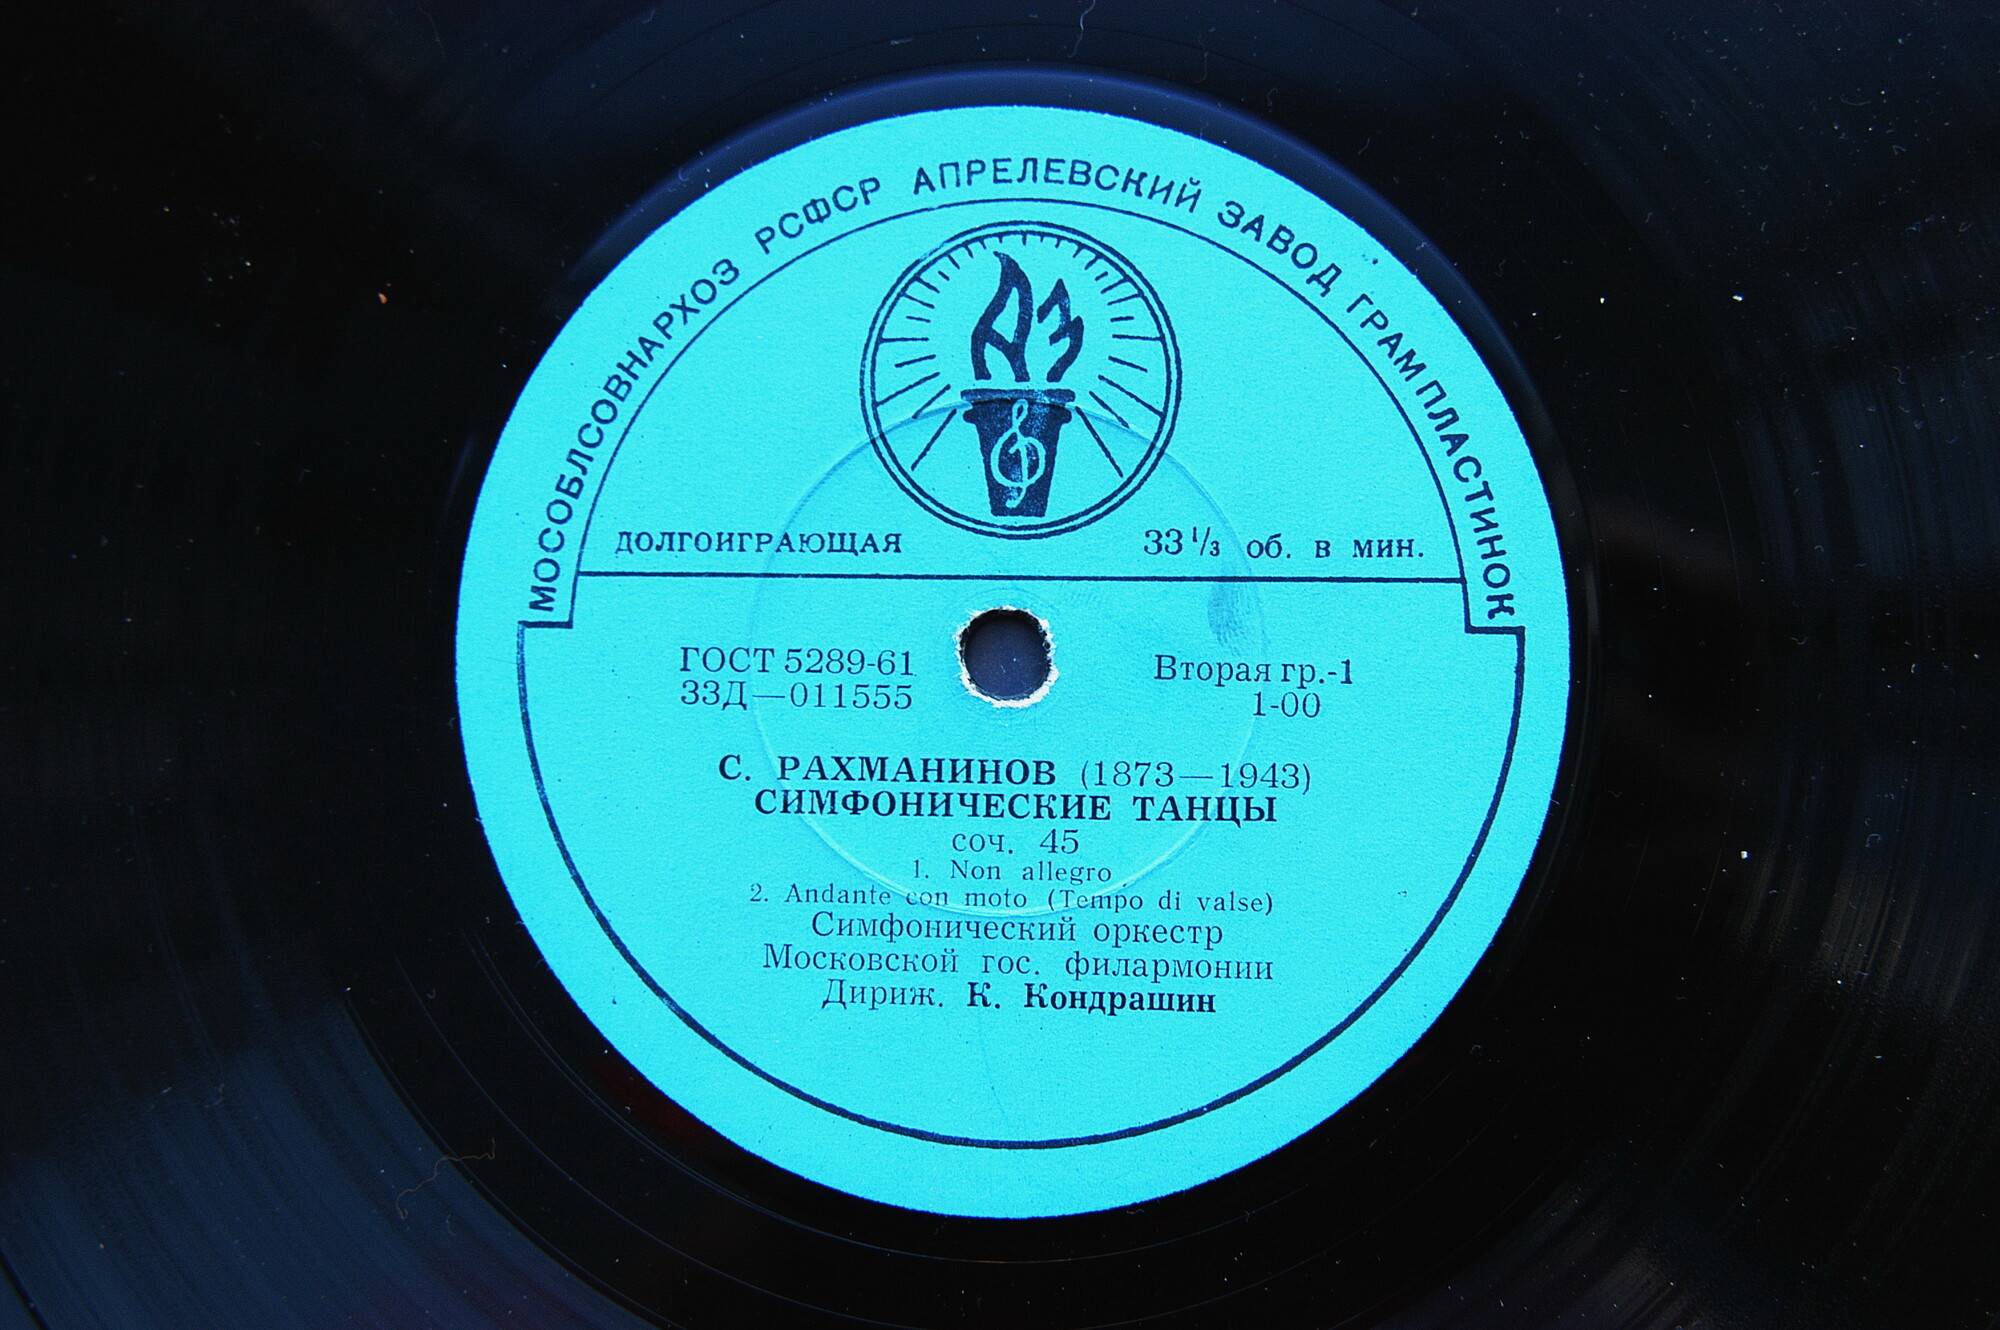 МОСОБЛСОВНАРХОЗ РСФСР АПРЕЛЕВСКИЙ ЗАВОД ГРАМПЛАСТИНОК
АЗ
ДОЛГОИГРАЮЩАЯ 33 1/3 об. в мин.
ГОСТ 5289-61 Вторая гр.-1
33Д—011555 1-00
С. РАХМАНИНОВ (1873—1943)
СИМФОНИЧЕСКИЕ ТАНЦЫ
соч. 45
1. Non allegro
2. Andante con moto (Tempo di valse)
Симфонический оркестр
Московской гос. филармонии
Дириж. К. Кондрашин